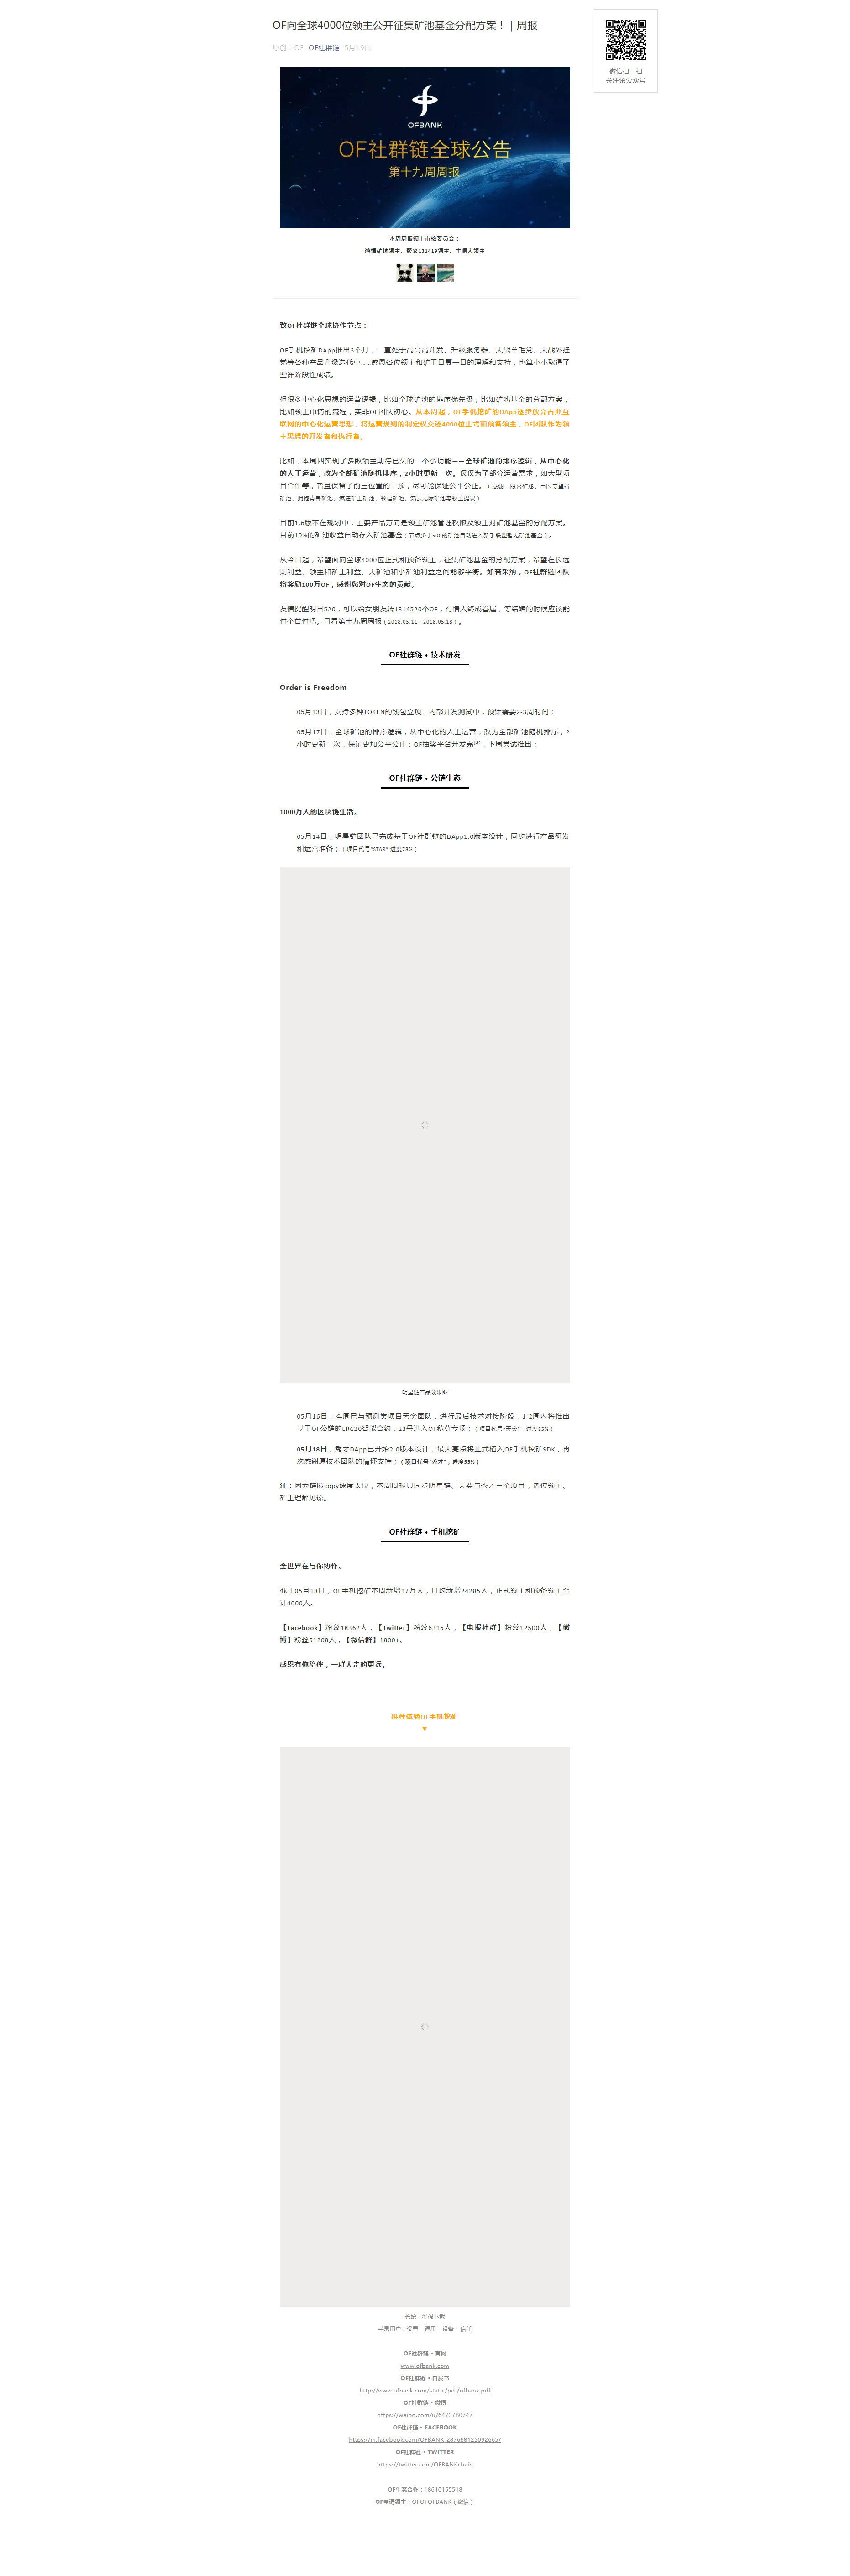 OF向全球4000位领主公开征集矿池基金分配方案！｜周报
原创：OF OF社群链 5月19日
微信扫一扫
关注该公众号
OFBANK
OF社群链全球公告
第十九周周报
本周周报领主审核委员会：
鸿福矿坑领主、聚义131419领主、丰顺人领主
致OF社群链全球协作节点：
OF手机挖矿DApp推出3个月，一直处于高高高并发、升级服务器、大战羊毛党、大战外挂
党等各种产品升级迭代中……感恩各位领主和矿工日复一日的理解和支持，也算小小取得了
些许阶段性成绩。
但很多中心化思想的运营逻辑，比如全球矿池的排序优先级，比如矿池基金的分配方案，
比如领主申请的流程，实非OF团队初心。从本周起，OF手机挖矿的DApp逐步放弃古典互
联网的中心化运营思想，将运营规则的制定权交还4000位正式和预备领主，OF团队作为领
主思想的开发者和执行者。
比如，本周四实现了多数领主期待已久的一个小功能——全球矿池的排序逻辑，从中心化
的人工运营，改为全部矿池随机排序，2小时更新一次。仅仅为了部分运营需求，如大型项
目合作等，暂且保留了前三位置的干预，尽可能保证公平公正。（感谢一颗葱矿池、币圈守望者
矿池、拥抱青春矿池、疯狂矿工矿池、领福矿池、流云无际矿池等领主提议）
目前1.6版本在规划中，主要产品方向是领主矿池管理权限及领主对矿池基金的分配方案。
目前10%的矿池收益自动存入矿池基金（节点少于500的矿池自动进入新手联盟暂无矿池基金）。
从今日起，希望面向全球4000位正式和预备领主，征集矿池基金的分配方案，希望在长远
期利益、领主和矿工利益、大矿池和小矿池利益之间能够平衡。如若采纳，OF社群链团队
将奖励100万OF，感谢您对OF生态的贡献。
友情提醒明日520，可以给女朋友转1314520个OF，有情人终成眷属，等结婚的时候应该能
付个首付吧。且看第十九周周报（2018.05.11 - 2018.05.18）。
OF社群链 • 技术研发
Order is Freedom
05月13日，支持多种TOKEN的钱包立项，内部开发测试中，预计需要2-3周时间；
05月17日，全球矿池的排序逻辑，从中心化的人工运营，改为全部矿池随机排序，2
小时更新一次，保证更加公平公正；OF抽奖平台开发完毕，下周尝试推出；
OF社群链 • 公链生态
1000万人的区块链生活。
05月14日，明星链团队已完成基于OF社群链的DApp1.0版本设计，同步进行产品研发
和运营准备；（项目代号“STAR” 进度78%）
明星链产品效果图
05月16日，本周已与预测类项目天奕团队，进行最后技术对接阶段，1-2周内将推出
基于OF公链的ERC20智能合约，23号进入OF私募专场；（项目代号“天奕”，进度85%）
05月18日，秀才DApp已开始2.0版本设计，最大亮点将正式植入OF手机挖矿SDK，再
次感谢原技术团队的情怀支持；（项目代号“秀才”，进度55%）
注：因为链圈copy速度太快，本周周报只同步明星链、天奕与秀才三个项目，诸位领主、
矿工理解见谅。
OF社群链 • 手机挖矿
全世界在与你协作。
截止05月18日，OF手机挖矿本周新增17万人，日均新增24285人，正式领主和预备领主合
计4000人。
【Facebook】粉丝18362人，【Twitter】粉丝6315人，【电报社群】粉丝12500人，【微
博】粉丝51208人，【微信群】1800+。
感恩有你陪伴，一群人走的更远。
推荐体验OF手机挖矿
▼
长按二维码下载
苹果用户：设置 - 通用 - 设备 - 信任
OF社群链 • 官网
www.ofbank.com
OF社群链 • 白皮书
http://www.ofbank.com/static/pdf/ofbank.pdf
OF社群链 • 微博
https://weibo.com/u/6473780747
OF社群链 • FACEBOOK
https://m.facebook.com/OFBANK-287668125092665/
OF社群链 • TWITTER
https://twitter.com/OFBANKchain
OF生态合作：18610155518
OF申请领主：OFOFOFBANK（微信）